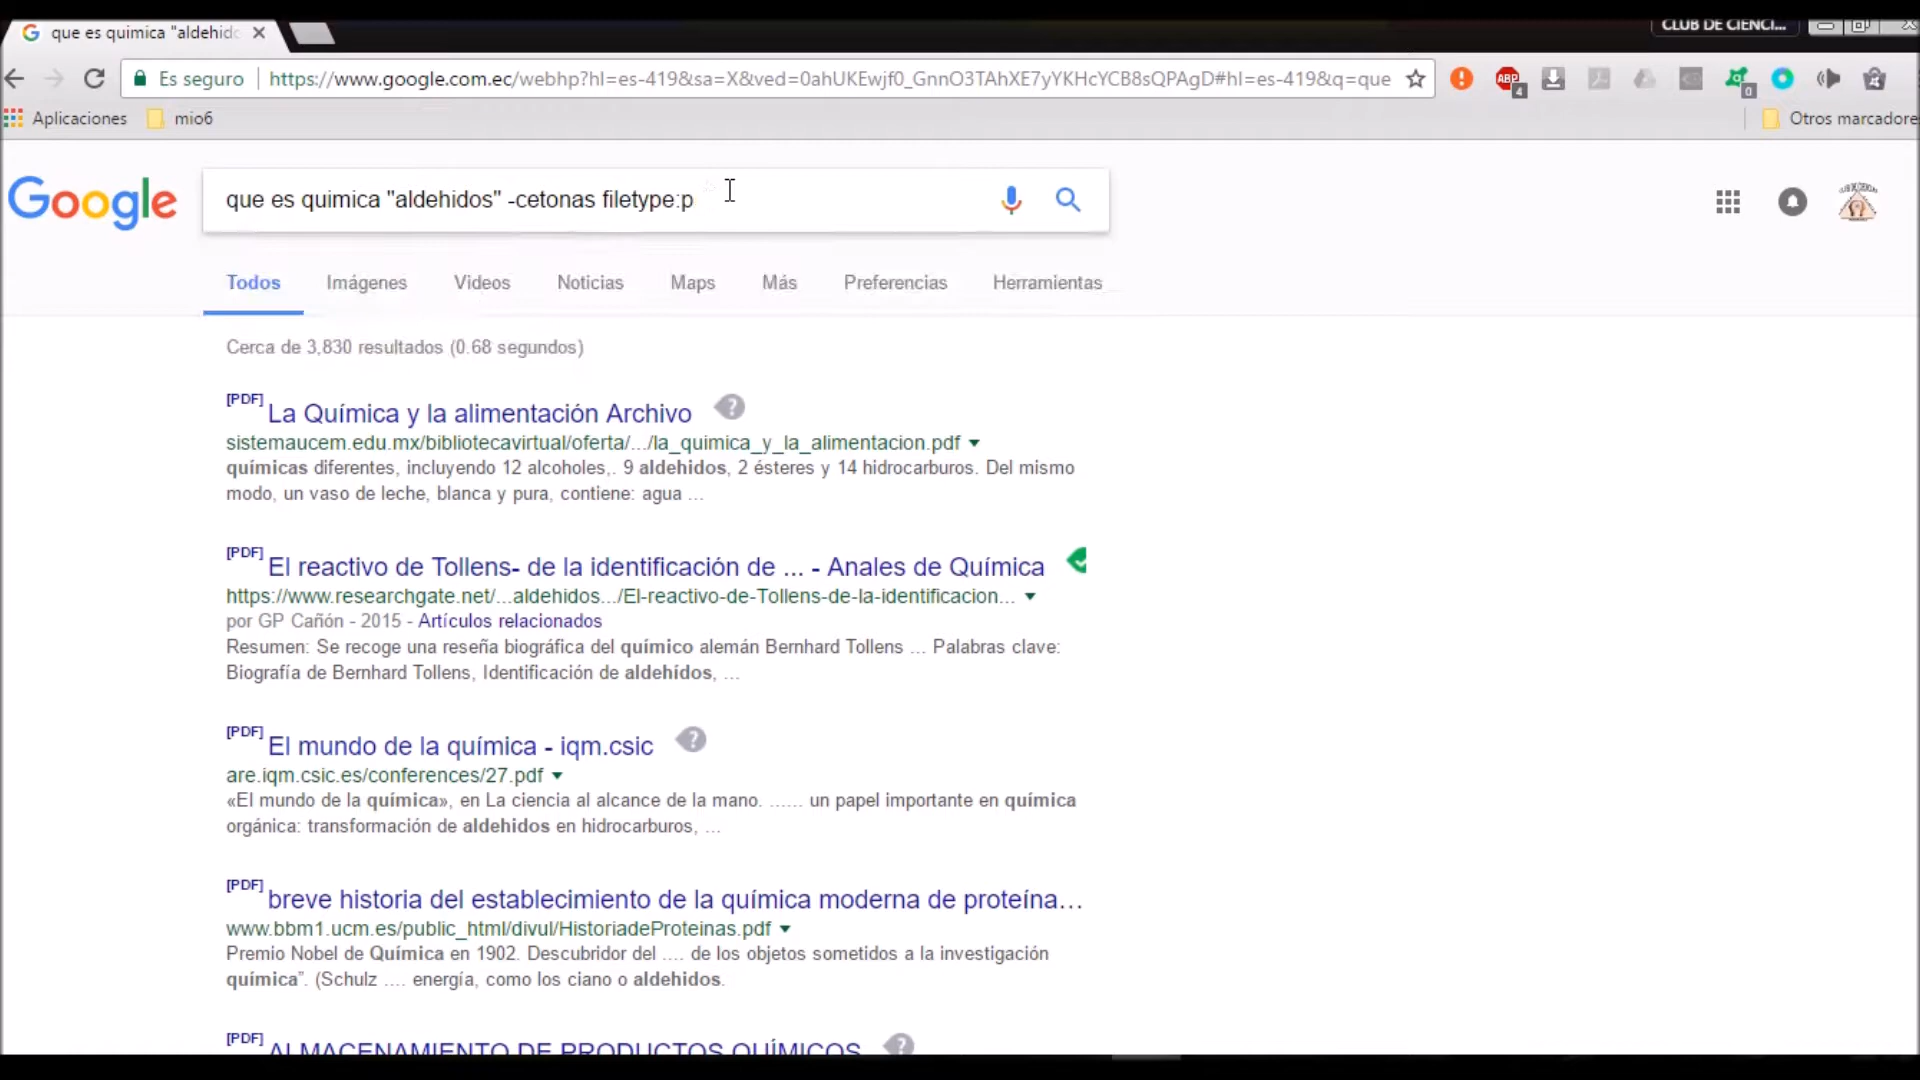 que es quimica "aldehid
CLUB DE CIENCI...
Es seguro
https://www.google.com.ec/webhp?hl=es-419&sa=X&ved=0ahUKEwjf0_GnnO3TAhXE7yYKHcYCB8sQPAgD#hl=es-419&q=que
ABP
4
0
Aplicaciones
mio6
Otros marcadore
Google
que es quimica "aldehidos" -cetonas filetype:p
Todos
Imágenes
Videos
Noticias
Maps
Más
Preferencias
Herramientas
Cerca de 3,830 resultados (0.68 segundos)
[PDF] La Química y la alimentación Archivo
sistemaucem.edu.mx/bibliotecavirtual/oferta/.../la_quimica_y_la_alimentacion.pdf
químicas diferentes, incluyendo 12 alcoholes,. 9 aldehidos, 2 ésteres y 14 hidrocarburos. Del mismo
modo, un vaso de leche, blanca y pura, contiene: agua ...
[PDF] El reactivo de Tollens- de la identificación de ... - Anales de Química
https://www.researchgate.net/...aldehidos.../El-reactivo-de-Tollens-de-la-identificacion...
por GP Cañón - 2015 - Artículos relacionados
Resumen: Se recoge una reseña biográfica del químico alemán Bernhard Tollens ... Palabras clave:
Biografía de Bernhard Tollens, Identificación de aldehídos, ...
[PDF] El mundo de la química - iqm.csic
are.iqm.csic.es/conferences/27.pdf
«El mundo de la química», en La ciencia al alcance de la mano. ...... un papel importante en química
orgánica: transformación de aldehidos en hidrocarburos, ...
[PDF] breve historia del establecimiento de la química moderna de proteína...
www.bbm1.ucm.es/public_html/divul/HistoriadeProteinas.pdf
Premio Nobel de Química en 1902. Descubridor del .... de los objetos sometidos a la investigación
química”. (Schulz .... energía, como los ciano o aldehidos.
[PDF] ALMACENAMIENTO DE PRODUCTOS QUÍMICOS